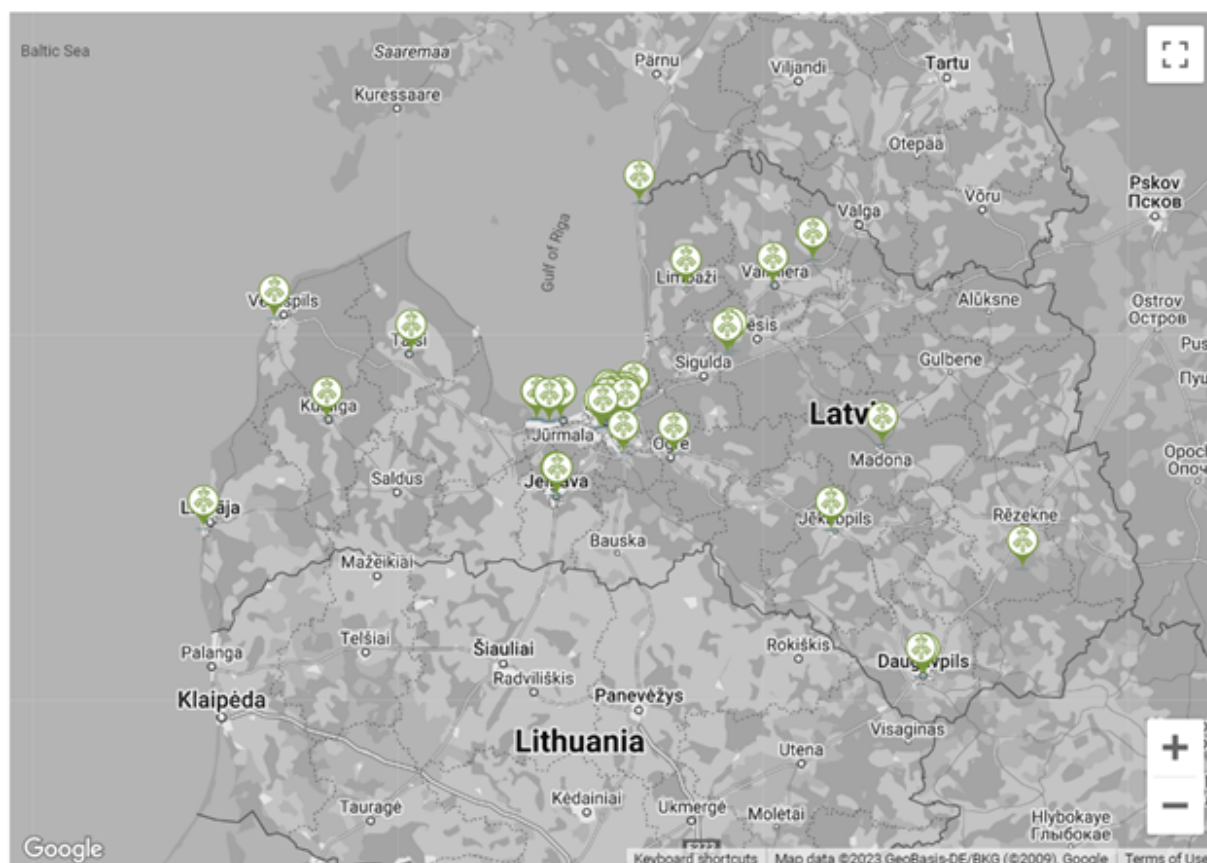 Baltic Sea
Saaremaa
Kuressaare
Pärnu
Viljandi
Tartu
Otepää
Võru
Pskov
Псков
Valga
Gulf of Riga
Limbaži
Alūksne
Ostrov
Остров
Sigulda
Gulbene
Latvi
Jūrmala
Madona
Saldus
Rēzekne
Bauska
Mažeikiai
Telšiai
Šiauliai
Radviliškis
Rokiškis
Palanga
Klaipėda
Panevėžys
Visaginas
Lithuania
Utena
Kėdainiai
Tauragė
Ukmergė
Molėtai
Hlybokaye
Глыбокае
Google
Keyboard shortcuts
Map data ©2023 GeoBasis-DE/BKG (©2009), Google
Terms of Use